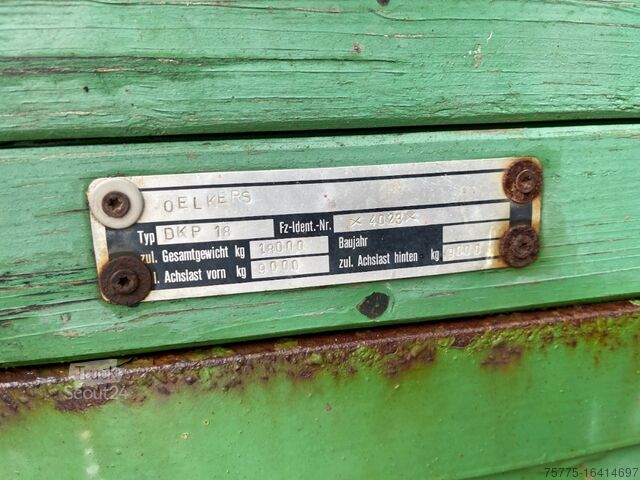 OELKERS
Typ DKP 18 Fz-Ident.-Nr. × 4023 ×
zul. Gesamtgewicht kg 18000 Baujahr
l. Achslast vorn kg 9000 zul. Achslast hinten kg 9000
Truck
Scout24
75775-16414697